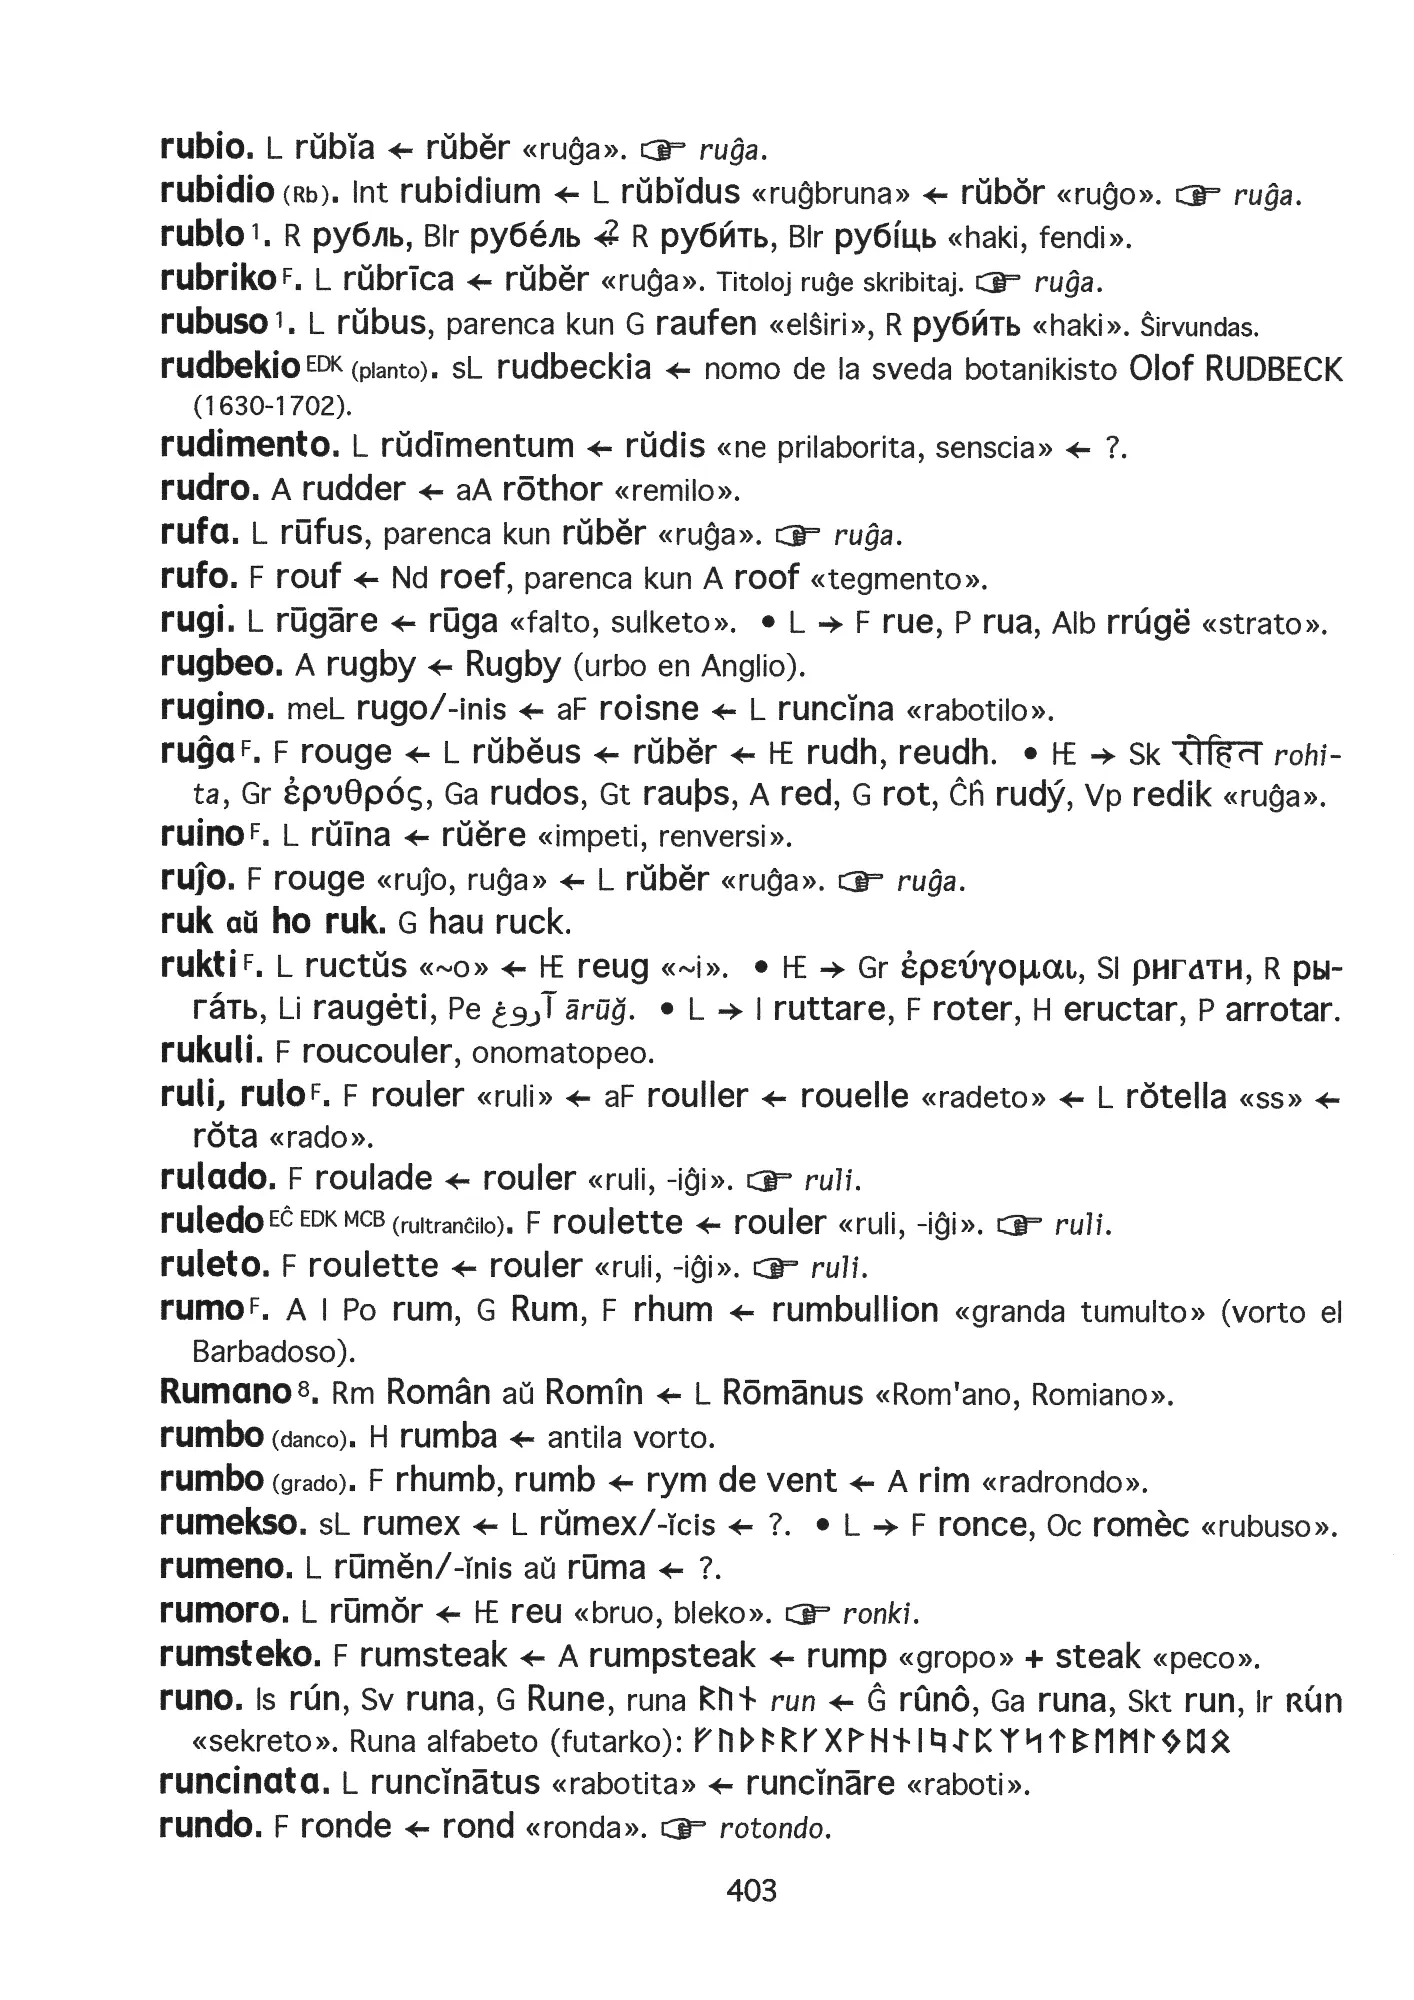 rubio. L rŭbĭa ← rŭbĕr «ruĝa». ☞ ruĝa.
rubidio (Rb). Int rubidium ← L rŭbĭdus «ruĝbruna» ← rŭbŏr «ruĝo». ☞ ruĝa.
rublo¹. R рубль, Blr рубéль ←? R руби́ть, Blr рубíць «haki, fendi».
rubriko F. L rŭbrīca ← rŭbĕr «ruĝa». Titoloj ruĝe skribitaj. ☞ ruĝa.
rubuso¹. L rŭbus, parenca kun G raufen «elŝiri», R руби́ть «haki». Ŝirvundas.
rudbekio EDK (planto). sL rudbeckia ← nomo de la sveda botanikisto Olof RUDBECK
(1630-1702).
rudimento. L rŭdīmentum ← rŭdis «ne prilaborita, senscia» ← ?.
rudro. A rudder ← aA rōthor «remilo».
rufa. L rūfus, parenca kun rŭbĕr «ruĝa». ☞ ruĝa.
rufo. F rouf ← Nd roef, parenca kun A roof «tegmento».
rugi. L rūgāre ← rūga «falto, sulketo». • L → F rue, P rua, Alb rrúgë «strato».
rugbeo. A rugby ← Rugby (urbo en Anglio).
rugino. meL rugo/-inis ← aF roisne ← L runcĭna «rabotilo».
ruĝa F. F rouge ← L rŭbĕus ← rŭbĕr ← HE rudh, reudh. • HE → Sk रोहित rohi-
ta, Gr ἐρυθρός, Ga rudos, Gt rauþs, A red, G rot, Ĉĥ rudý, Vp redik «ruĝa».
ruino F. L rŭīna ← rŭĕre «impeti, renversi».
ruĵo. F rouge «ruĵo, ruĝa» ← L rŭbĕr «ruĝa». ☞ ruĝa.
ruk aŭ ho ruk. G hau ruck.
rukti F. L ructŭs «~o» ← HE reug «~i». • HE → Gr ἐρεύγομαι, Sl ригати, R ры-
га́ть, Li raugėti, Pe آروغ ārūğ. • L → I ruttare, F roter, H eructar, P arrotar.
rukuli. F roucouler, onomatopeo.
ruli, rulo F. F rouler «ruli» ← aF rouller ← rouelle «radeto» ← L rŏtella «ss» ←
rŏta «rado».
rulado. F roulade ← rouler «ruli, -iĝi». ☞ ruli.
ruledo EĈ EDK MCB (rultranĉilo). F roulette ← rouler «ruli, -iĝi». ☞ ruli.
ruleto. F roulette ← rouler «ruli, -iĝi». ☞ ruli.
rumo F. A I Po rum, G Rum, F rhum ← rumbullion «granda tumulto» (vorto el
Barbadoso).
Rumano⁸. Rm Român aŭ Romîn ← L Rōmānus «Rom'ano, Romiano».
rumbo (danco). H rumba ← antila vorto.
rumbo (grado). F rhumb, rumb ← rym de vent ← A rim «radrondo».
rumekso. sL rumex ← L rŭmex/-ĭcis ← ?. • L → F ronce, Oc romèc «rubuso».
rumeno. L rūmĕn/-ĭnis aŭ rūma ← ?.
rumoro. L rūmŏr ← HE reu «bruo, bleko». ☞ ronki.
rumsteko. F rumsteak ← A rumpsteak ← rump «gropo» + steak «peco».
runo. Is rún, Sv runa, G Rune, runa ᚱᚢᚾ run ← Ĝ rûnô, Ga runa, Skt run, Ir rún
«sekreto». Runa alfabeto (futarko): ᚠᚢᚦᚨᚱᚴᚷᚹᚺᚾᛁᛃᛇᛈᛉᛋᛏᛒᛖᛗᛚᛜᛞᛟ
runcinata. L runcĭnātus «rabotita» ← runcĭnāre «raboti».
rundo. F ronde ← rond «ronda». ☞ rotondo.
403